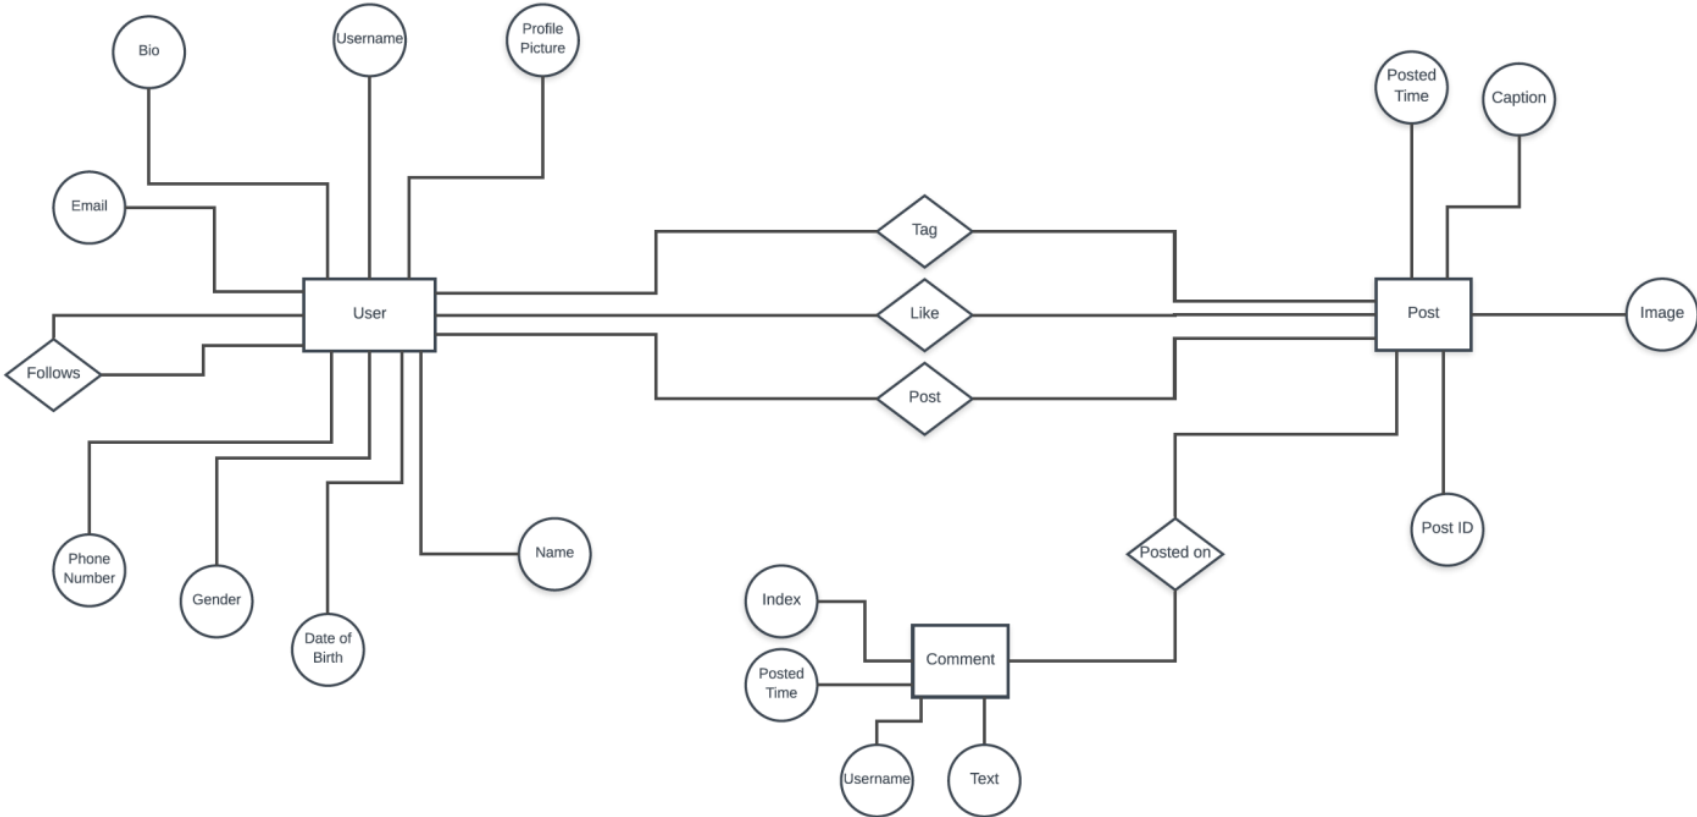 Bio
Username
Profile
Picture
Posted
Time
Caption
Email
Tag
User
Like
Post
Image
Follows
Post
Phone
Number
Gender
Date of
Birth
Name
Posted on
Post ID
Index
Comment
Posted
Time
Username
Text